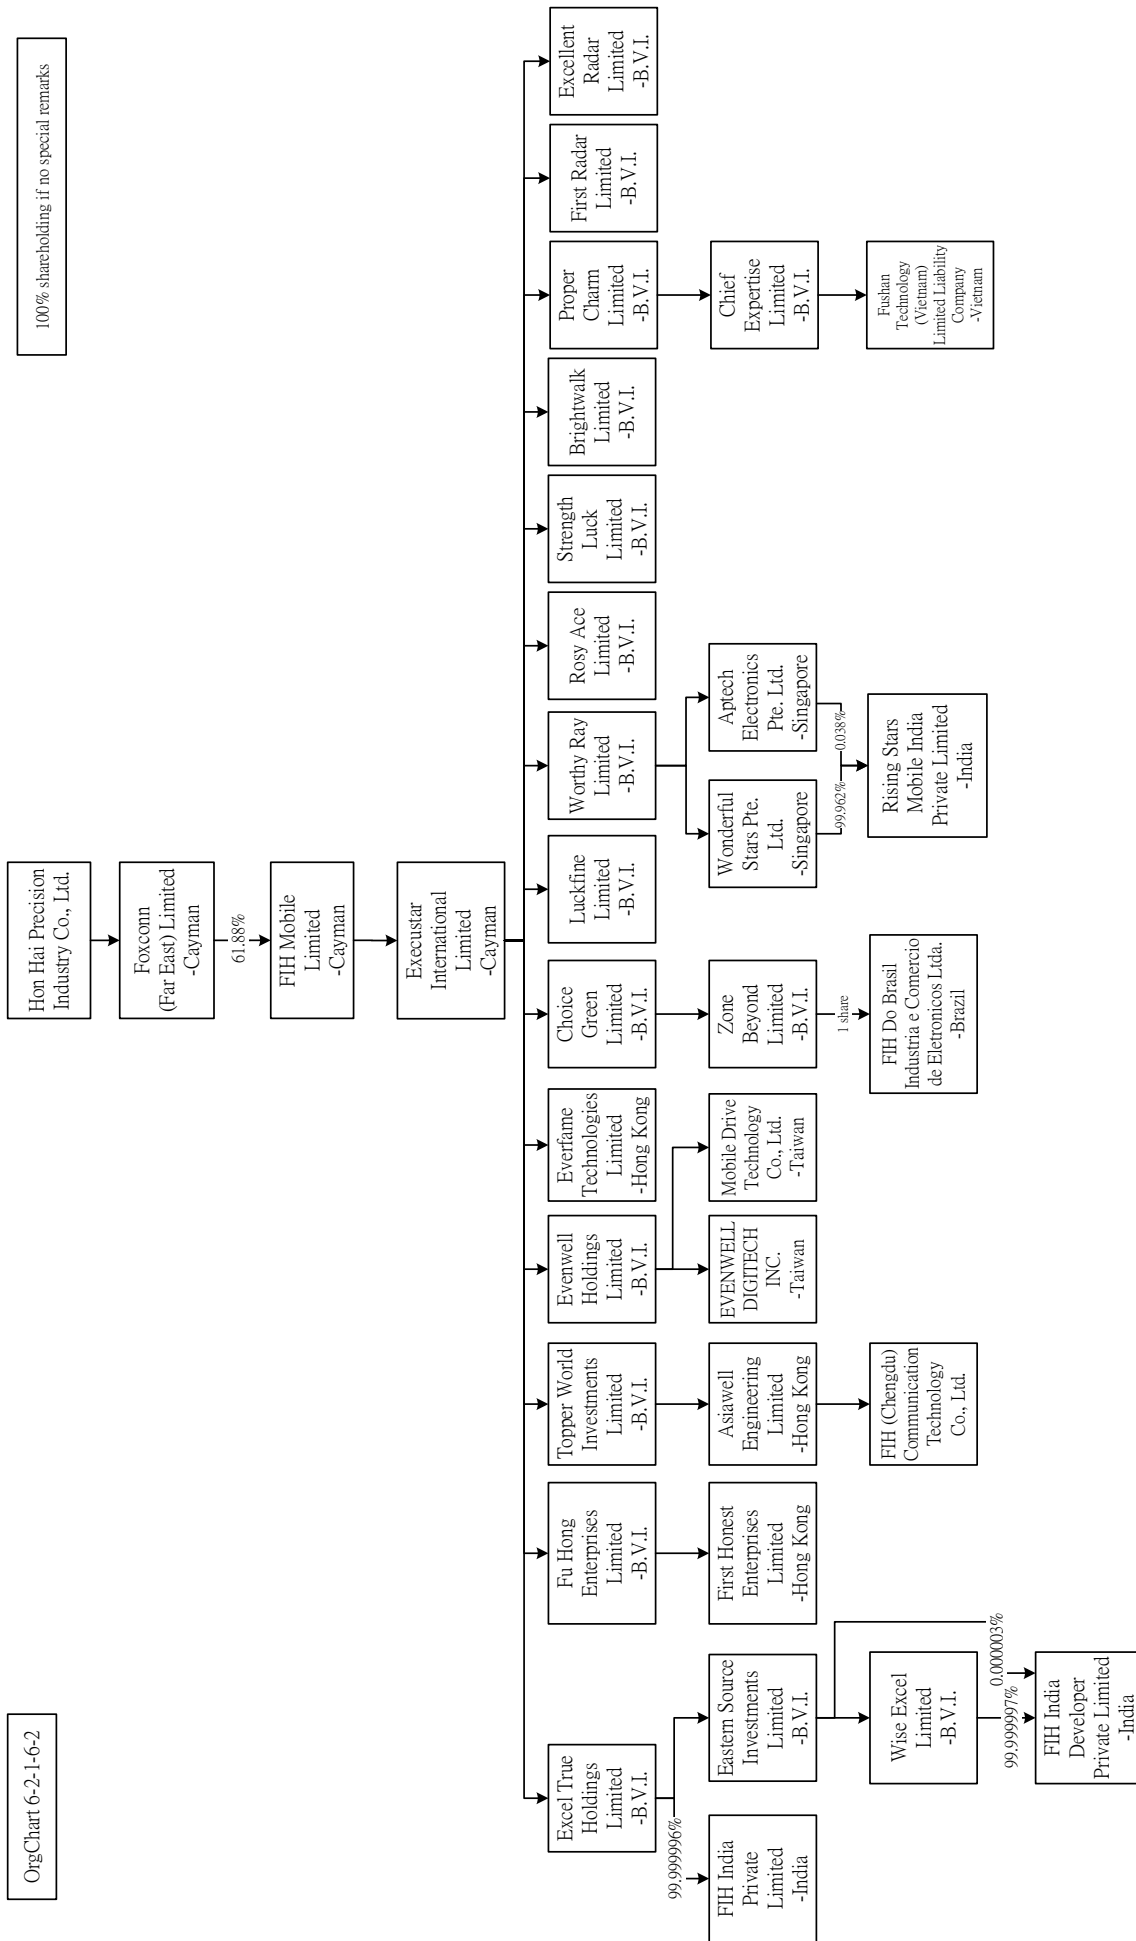 OrgChart 6-2-1-6-2
100% shareholding if no special remarks
Hon Hai Precision
Industry Co., Ltd.
Foxconn
(Far East) Limited
-Cayman
61.88%
FIH Mobile
Limited
-Cayman
Execustar
International
Limited
-Cayman
Excel True
Holdings
Limited
-B.V.I.
Fu Hong
Enterprises
Limited
-B.V.I.
Topper World
Investments
Limited
-B.V.I.
Evenwell
Holdings
Limited
-B.V.I.
Everfame
Technologies
Limited
-Hong Kong
Choice
Green
Limited
-B.V.I.
Luckfine
Limited
-B.V.I.
Worthy Ray
Limited
-B.V.I.
Rosy Ace
Limited
-B.V.I.
Strength
Luck
Limited
-B.V.I.
Brightwalk
Limited
-B.V.I.
Proper
Charm
Limited
-B.V.I.
First Radar
Limited
-B.V.I.
Excellent
Radar
Limited
-B.V.I.
99.999996%
FIH India
Private
Limited
-India
Eastern Source
Investments
Limited
-B.V.I.
First Honest
Enterprises
Limited
-Hong Kong
Asiawell
Engineering
Limited
-Hong Kong
EVENWELL
DIGITECH
INC.
-Taiwan
Mobile Drive
Technology
Co., Ltd.
-Taiwan
Zone
Beyond
Limited
-B.V.I.
Wonderful
Stars Pte.
Ltd.
-Singapore
Aptech
Electronics
Pte. Ltd.
-Singapore
Chief
Expertise
Limited
-B.V.I.
1 share
99.962%
0.038%
Wise Excel
Limited
-B.V.I.
FIH (Chengdu)
Communication
Technology
Co., Ltd.
FIH Do Brasil
Industria e Comercio
de Eletronicos Ltda.
-Brazil
Rising Stars
Mobile India
Private Limited
-India
Fushan
Technology
(Vietnam)
Limited Liability
Company
-Vietnam
99.999997%
0.000003%
FIH India
Developer
Private Limited
-India